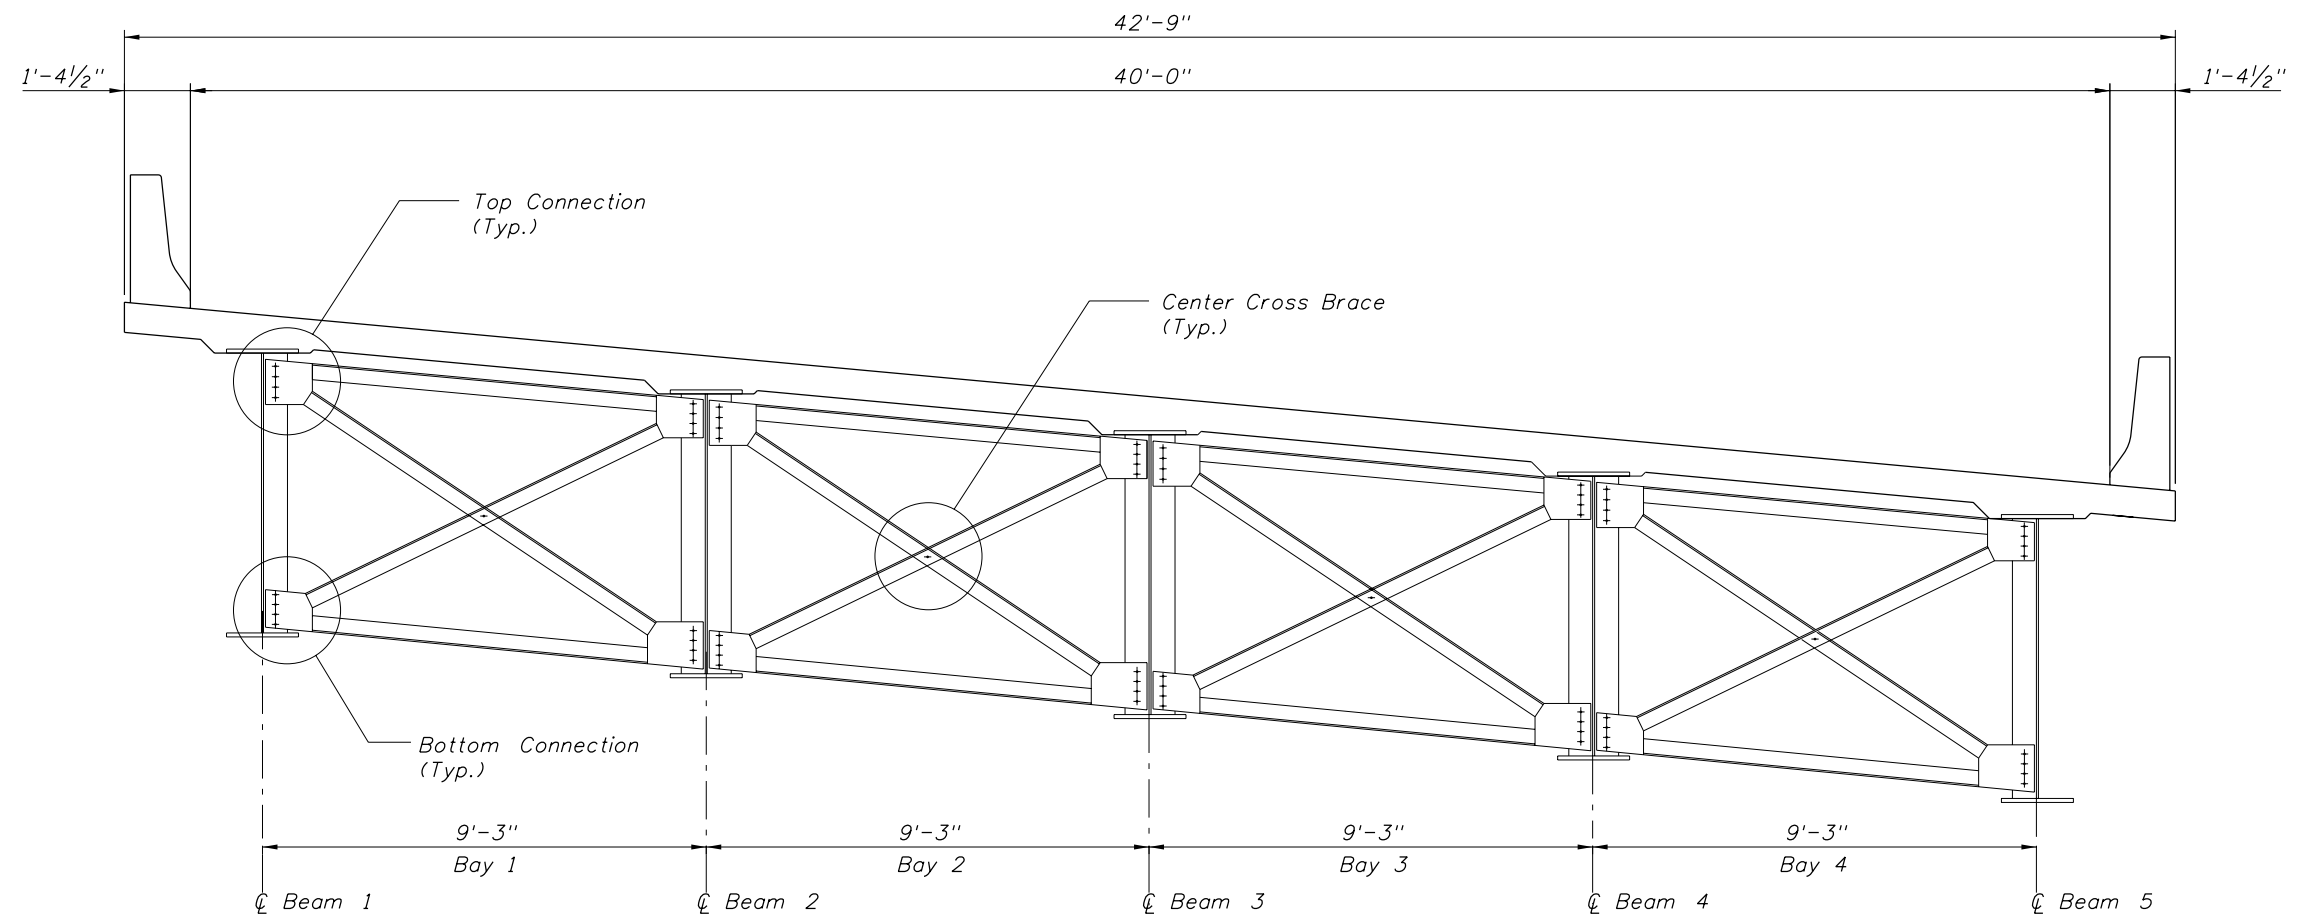 42'-9"
1'-4½" 40'-0" 1'-4½"
Top Connection
(Typ.)
Center Cross Brace
(Typ.)
Bottom Connection
(Typ.)
9'-3" 9'-3" 9'-3" 9'-3"
Bay 1 Bay 2 Bay 3 Bay 4
℄ Beam 1 ℄ Beam 2 ℄ Beam 3 ℄ Beam 4 ℄ Beam 5